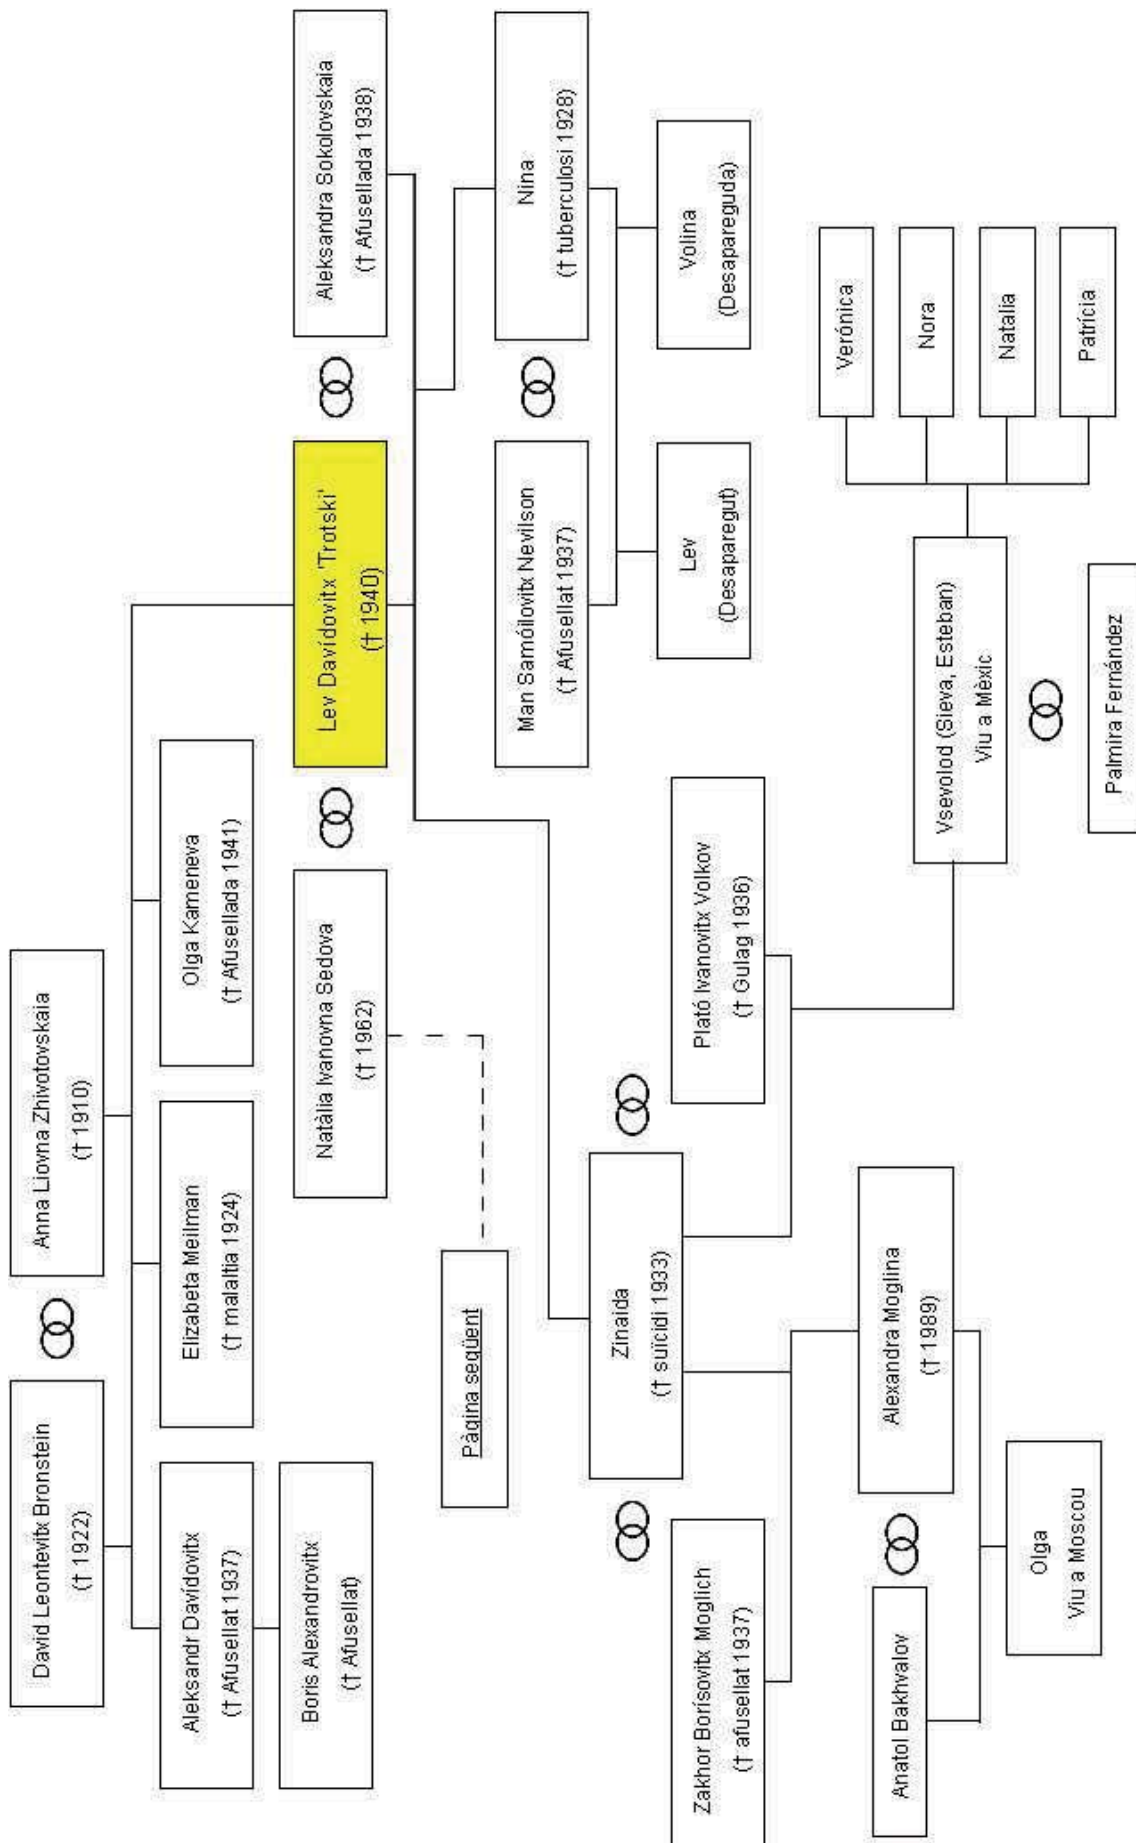 David Leontevitx Bronstein
(† 1922)
Anna Liovna Zhivotovskaia
(† 1910)
Aleksandr Davídovitx
(† Afusellat 1937)
Elizabeta Meilman
(† malaltia 1924)
Olga Kameneva
(† Afusellada 1941)
Boris Alexandrovitx
(† Afusellat)
Natàlia Ivanovna Sedova
(† 1962)
Lev Davídovitx 'Trotski'
(† 1940)
Aleksandra Sokolovskaia
(† Afusellada 1938)
Pàgina següent
Man Samóilovitx Nevilson
(† Afusellat 1937)
Nina
(† tuberculosi 1928)
Zinaida
(† suïcidi 1933)
Lev
(Desaparegut)
Volina
(Desapareguda)
Zakhor Borísovitx Moglich
(† afusellat 1937)
Plató Ivanovitx Volkov
(† Gulag 1936)
Anatol Bakhvalov
Alexandra Moglina
(† 1989)
Vsevolod (Sieva, Esteban)
Viu a Mèxic
Verónica
Nora
Natalia
Patrícia
Olga
Viu a Moscou
Palmira Fernández